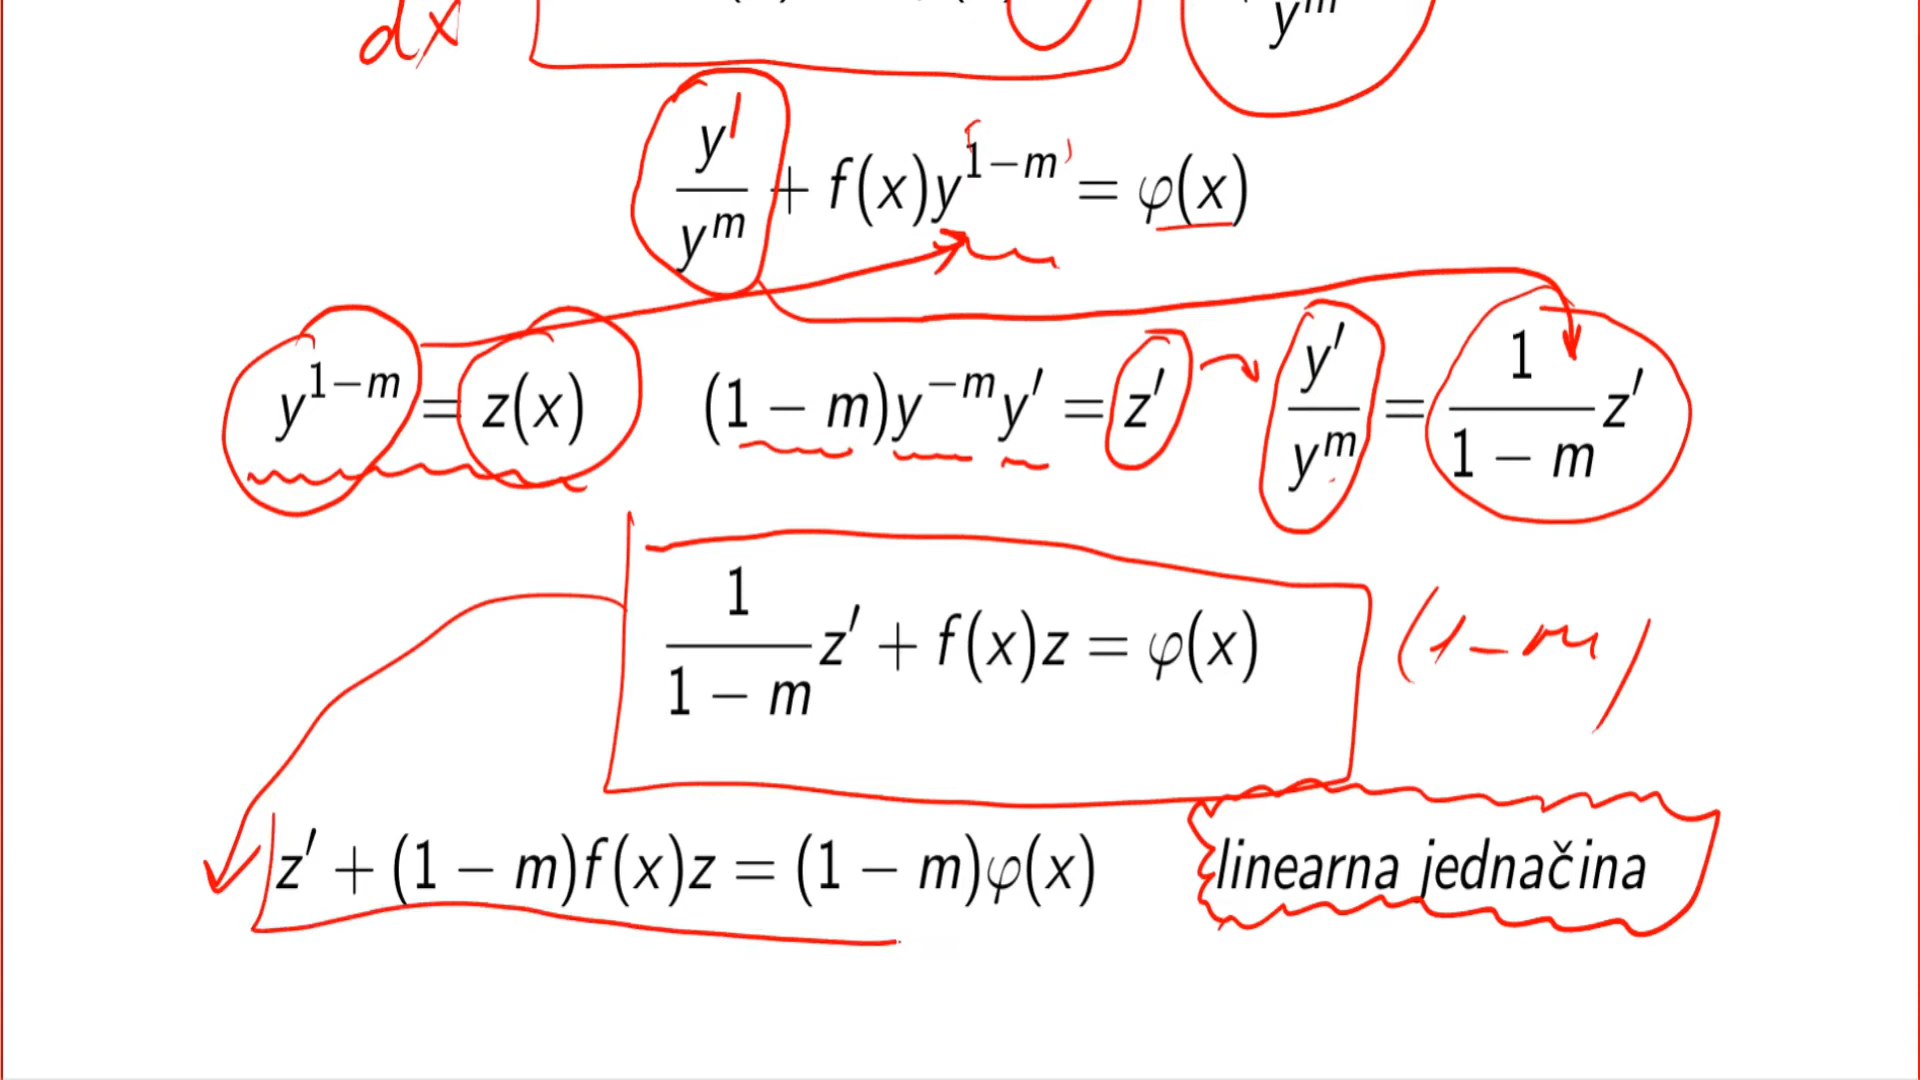 dx y^m
y'/y^m + f(x)y^{1−m} = φ(x)
y^{1−m} = z(x) (1 − m)y^{−m}y' = z' y'/y^m = 1/(1 − m) z'
1/(1 − m) z' + f(x)z = φ(x) (1−m)
z' + (1 − m)f(x)z = (1 − m)φ(x) linearna jednačina